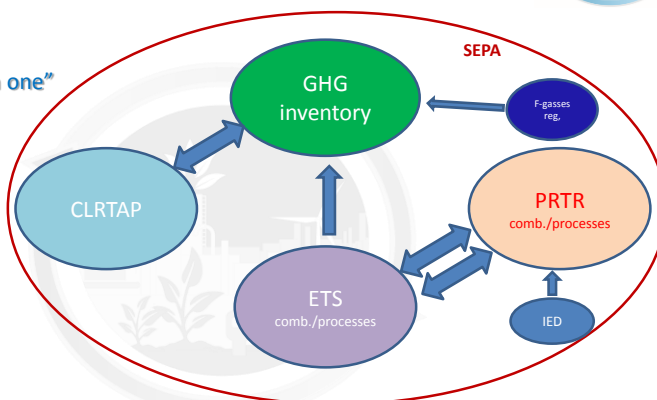 SEPA
one”
GHG
inventory
F-gasses
reg,
CLRTAP
PRTR
comb./processes
ETS
comb./processes
IED